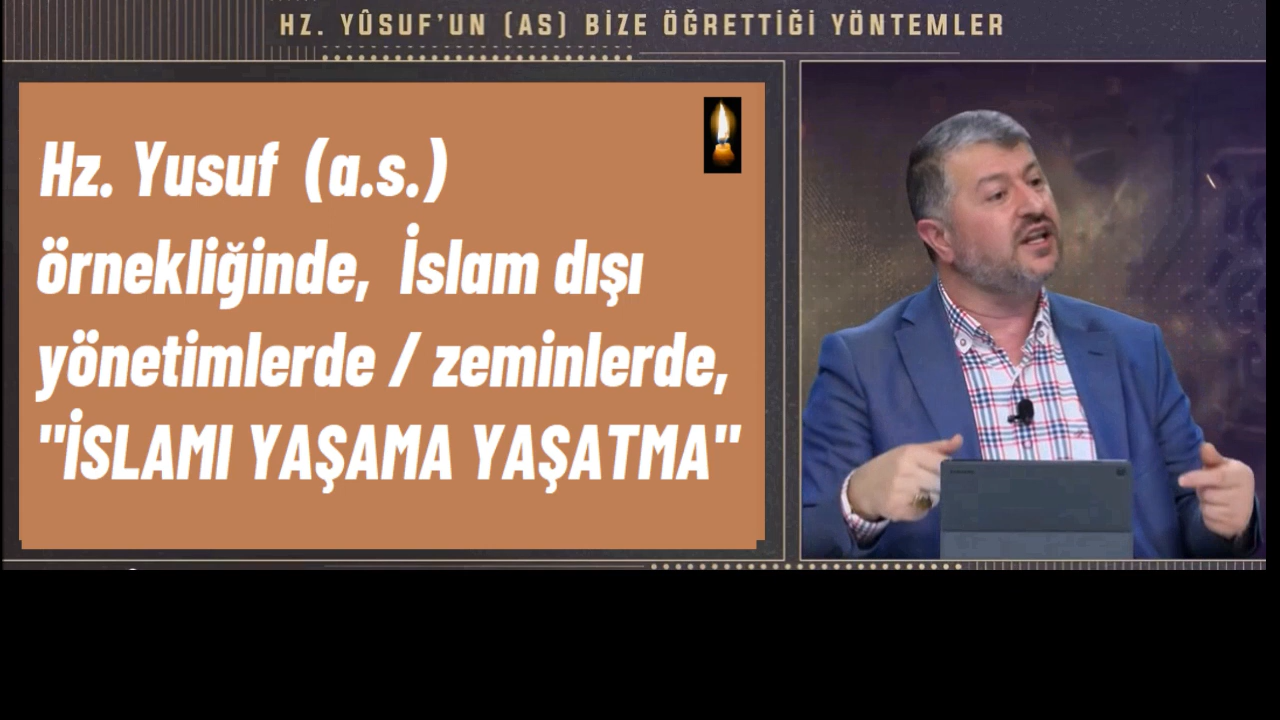 HZ. YÛSUF'UN (AS) BİZE ÖĞRETTİĞİ YÖNTEMLER
Hz. Yusuf (a.s.)
örnekliğinde, İslam dışı
yönetimlerde / zeminlerde,
"İSLAMI YAŞAMA YAŞATMA"